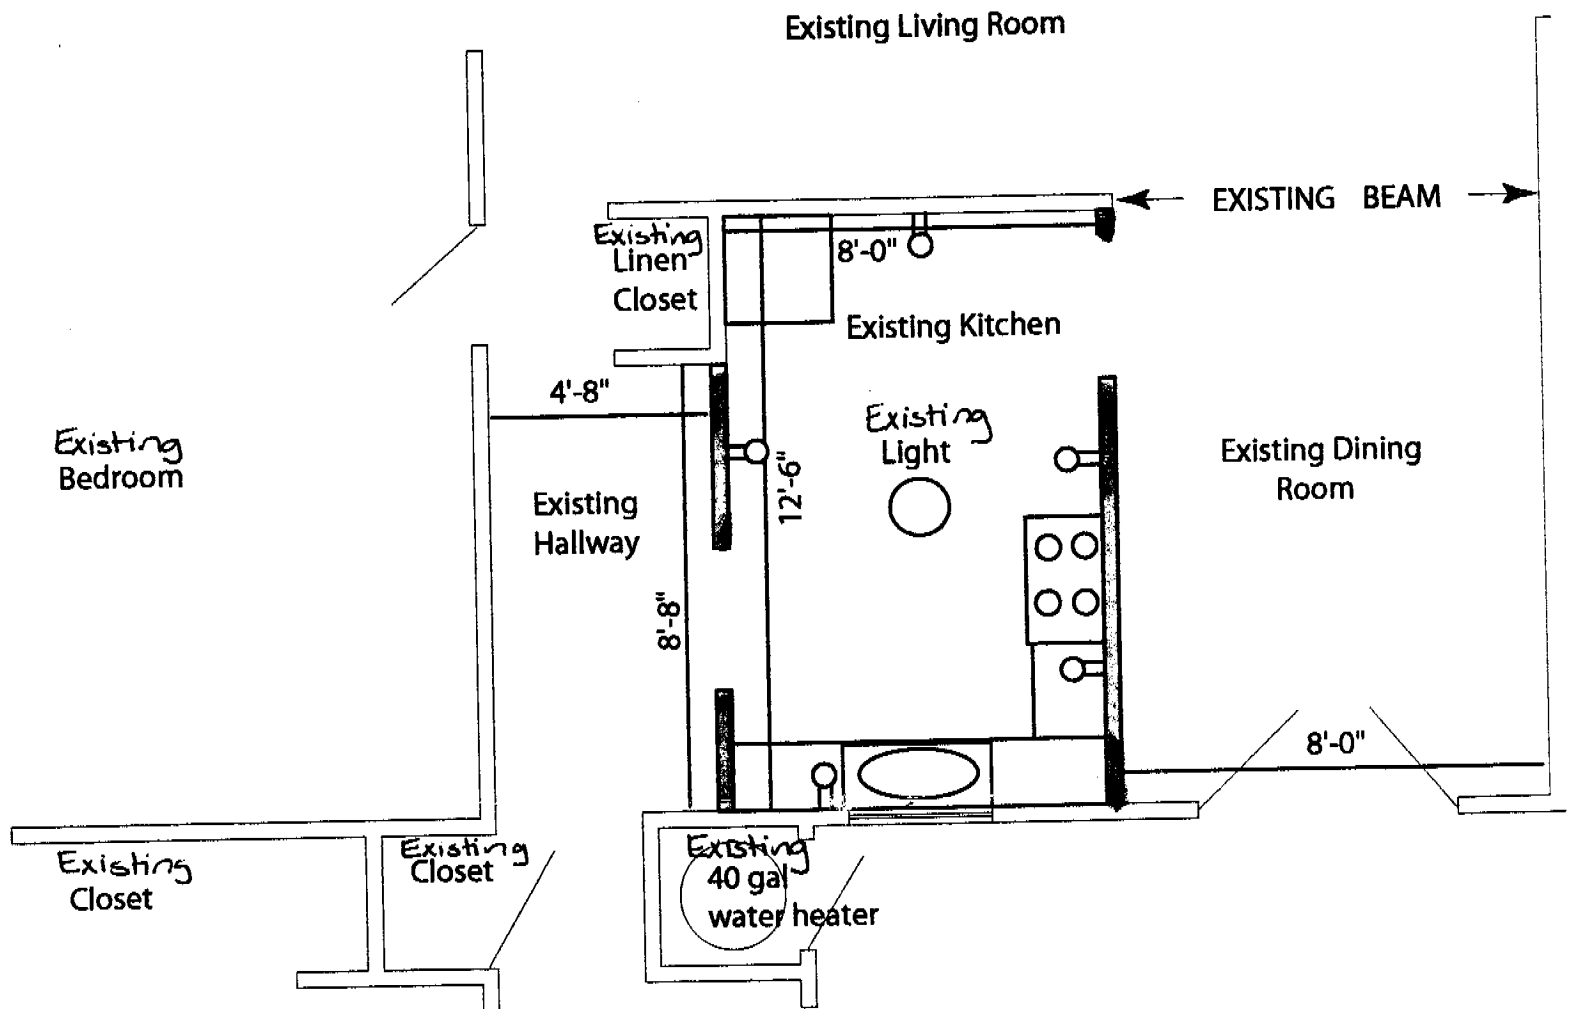 Existing Living Room
EXISTING BEAM
Existing
Linen
Closet
8'-0"
Existing Kitchen
4'-8"
Existing
Light
Existing
Bedroom
Existing Dining
Room
12'-6"
Existing
Hallway
8'-8"
8'-0"
Existing
Closet
Existing
Closet
Existing
40 gal
water heater